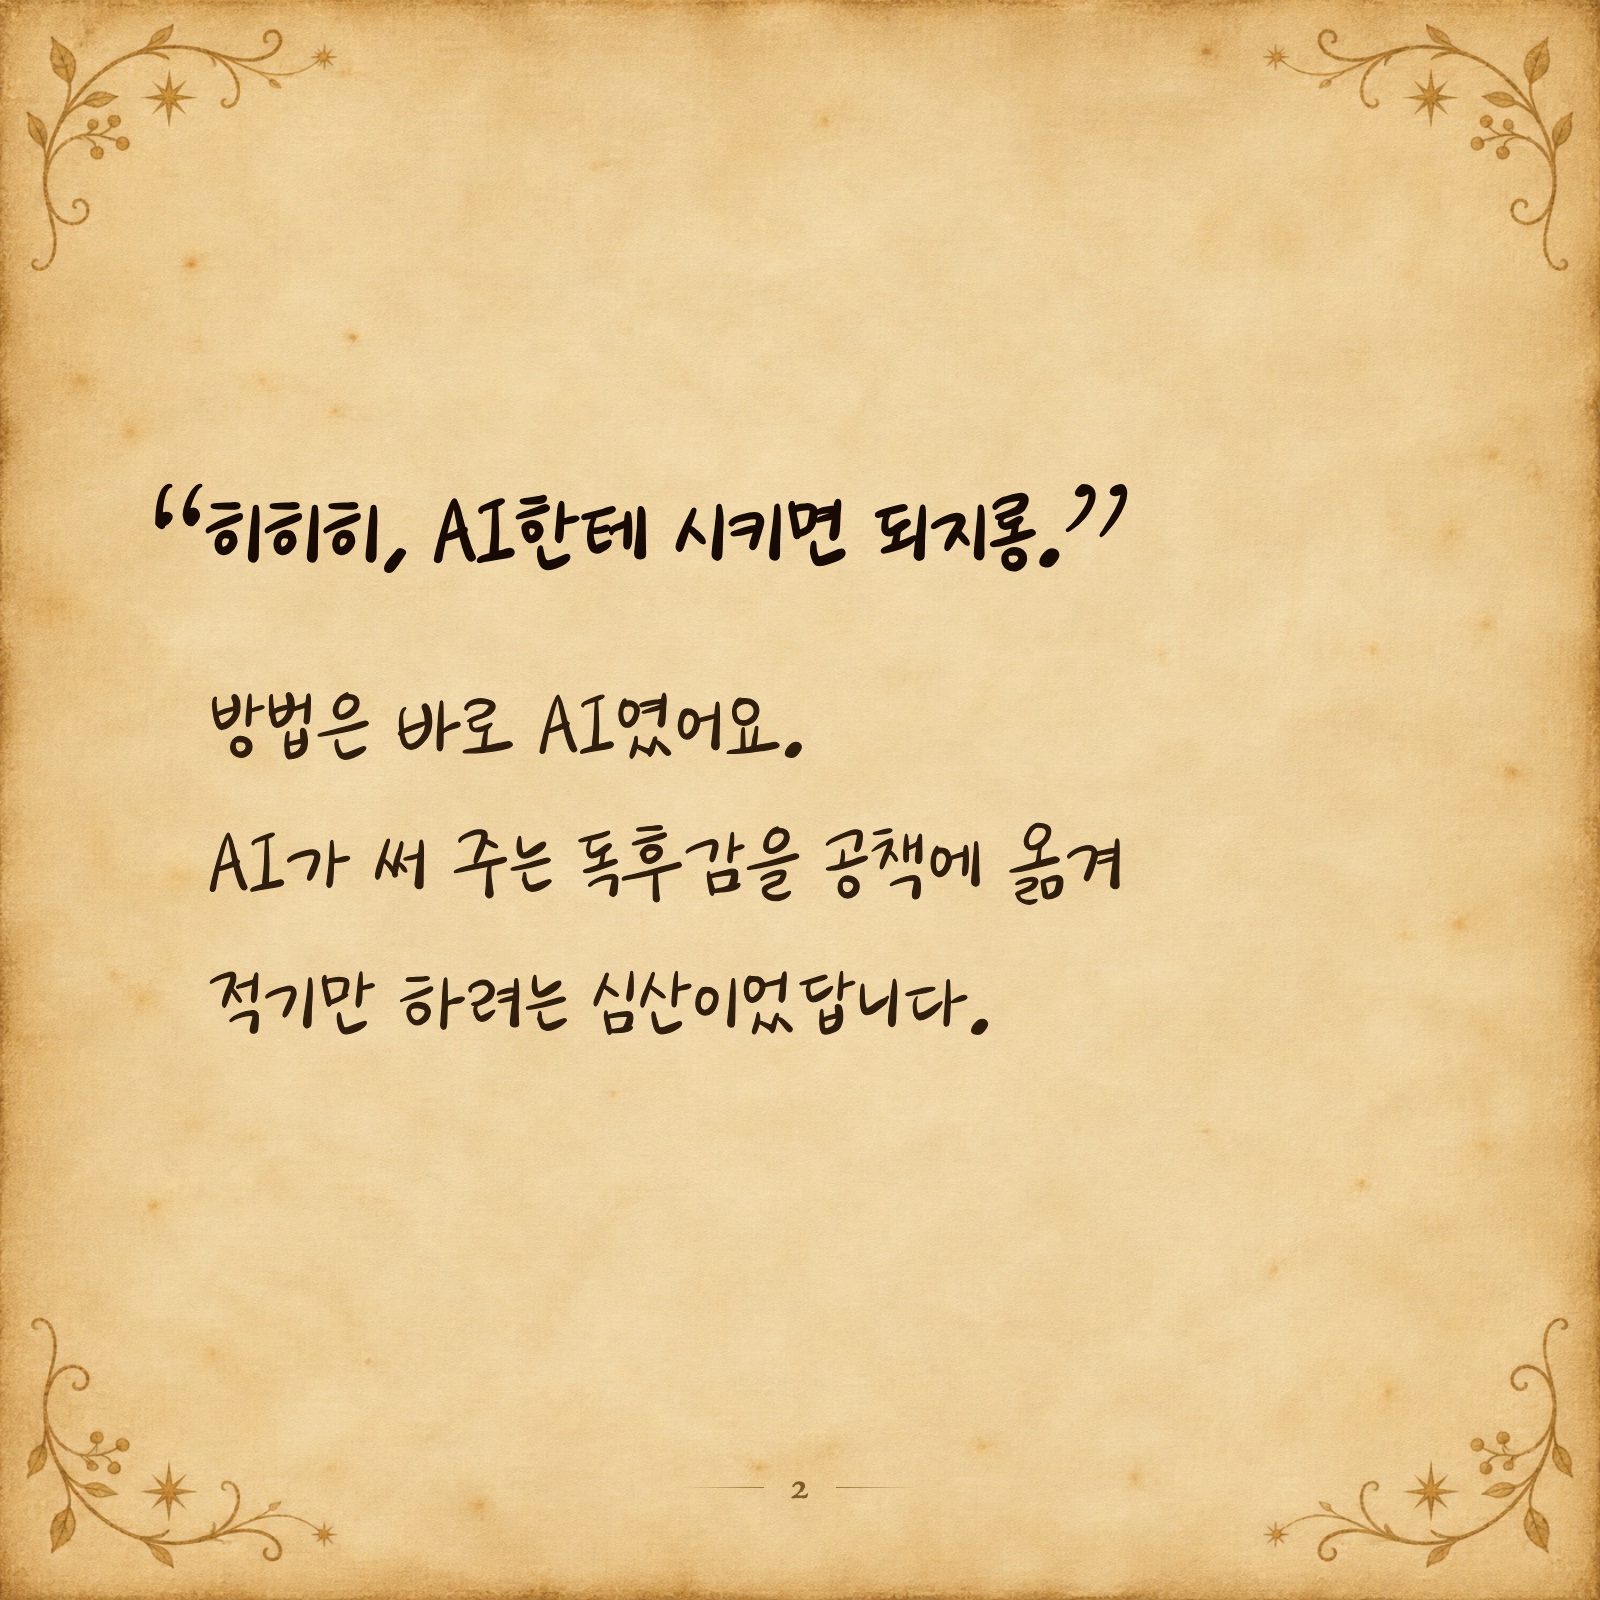 “히히히, AI한테 시키면 되지롱.”
방법은 바로 AI였어요.
AI가 써 주는 독후감을 공책에 옮겨
적기만 하려는 심산이었답니다.
2